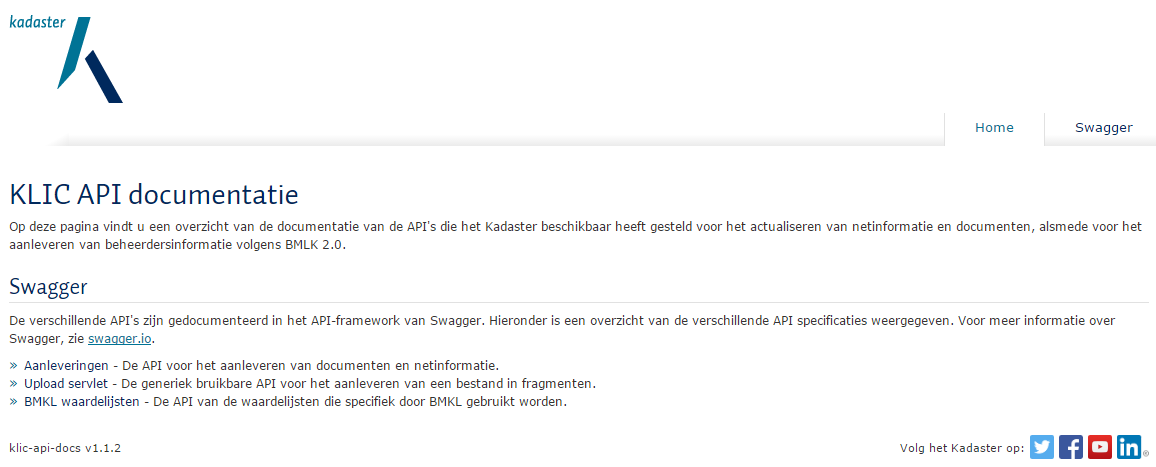 kadaster
Home
Swagger
KLIC API documentatie
Op deze pagina vindt u een overzicht van de documentatie van de API's die het Kadaster beschikbaar heeft gesteld voor het actualiseren van netinformatie en documenten, alsmede voor het
aanleveren van beheerdersinformatie volgens BMLK 2.0.
Swagger
De verschillende API's zijn gedocumenteerd in het API-framework van Swagger. Hieronder is een overzicht van de verschillende API specificaties weergegeven. Voor meer informatie over
Swagger, zie swagger.io.
» Aanleveringen - De API voor het aanleveren van documenten en netinformatie.
» Upload servlet - De generiek bruikbare API voor het aanleveren van een bestand in fragmenten.
» BMKL waardelijsten - De API van de waardelijsten die specifiek door BMKL gebruikt worden.
klic-api-docs v1.1.2
Volg het Kadaster op: in ®